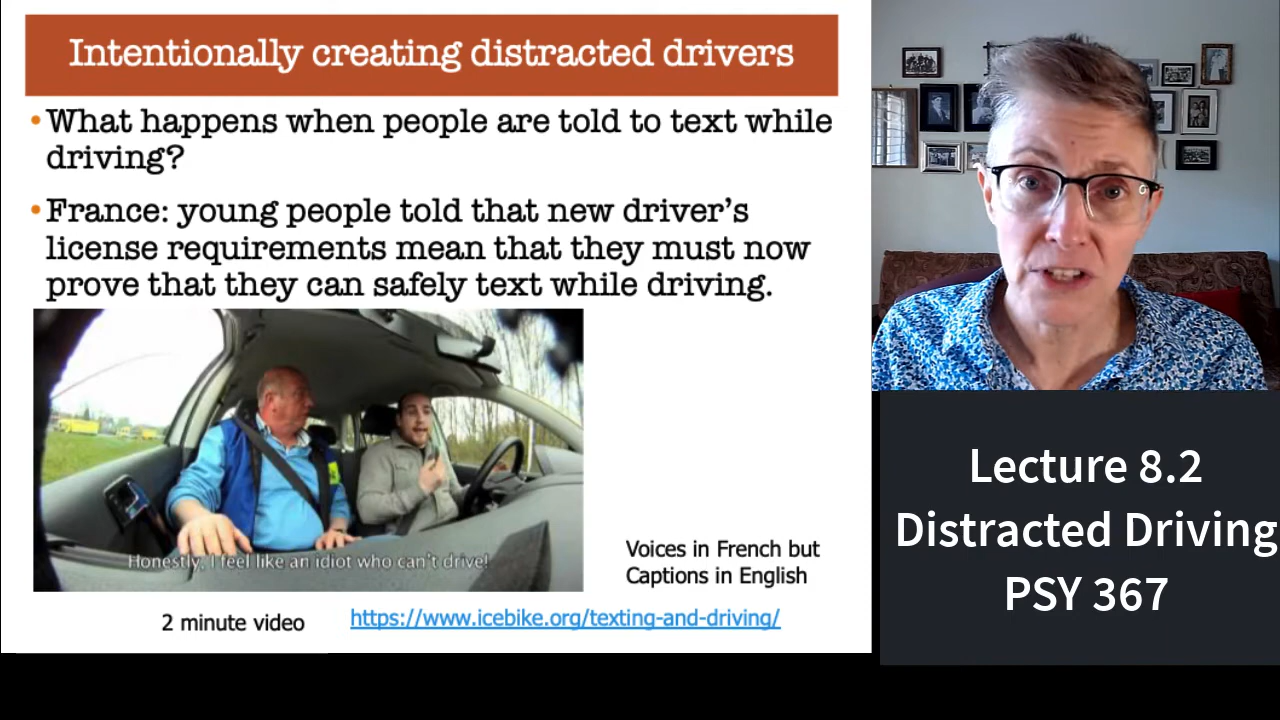 Intentionally creating distracted drivers
• What happens when people are told to text while
driving?
• France: young people told that new driver's
license requirements mean that they must now
prove that they can safely text while driving.
Honestly, I feel like an idiot who can't drive!
Voices in French but
Captions in English
2 minute video
https://www.icebike.org/texting-and-driving/
Lecture 8.2
Distracted Driving
PSY 367